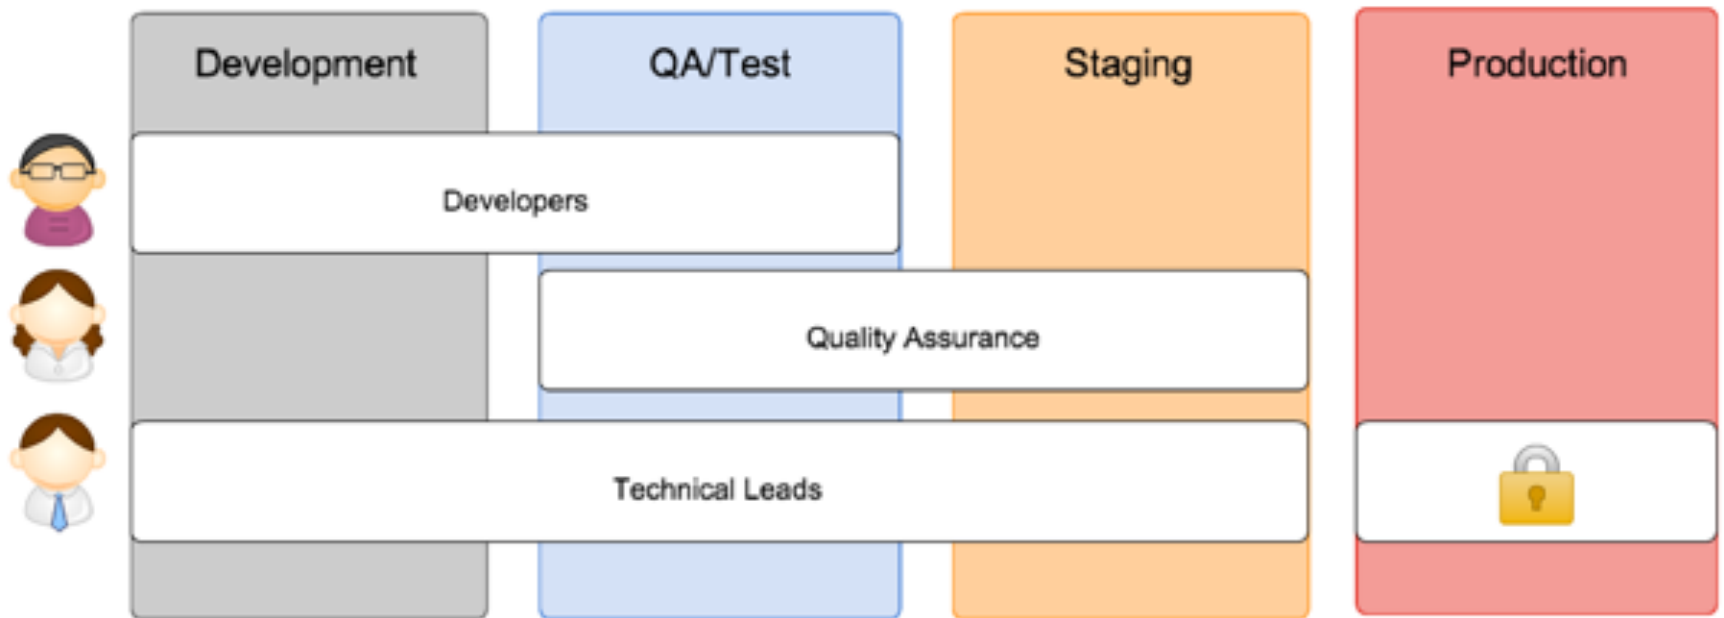 Development
QA/Test
Staging
Production
Developers
Quality Assurance
Technical Leads